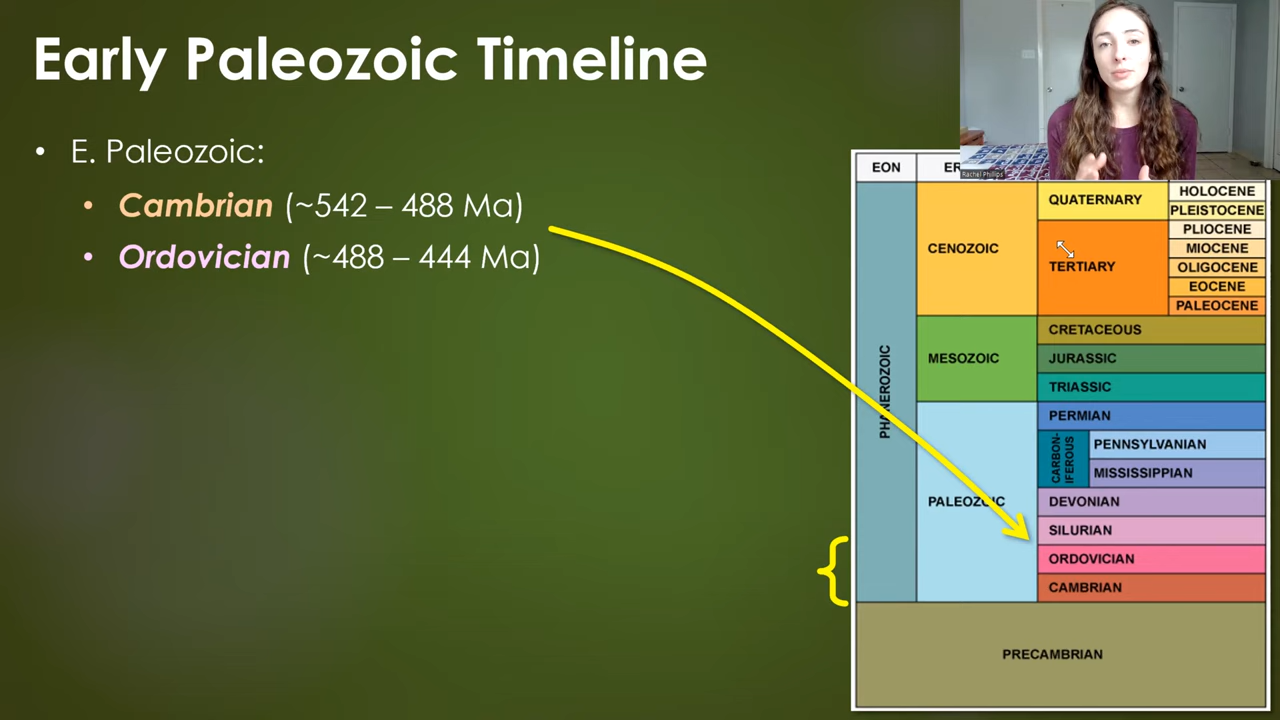 Early Paleozoic Timeline
• E. Paleozoic:
• Cambrian (~542 – 488 Ma)
• Ordovician (~488 – 444 Ma)
Rachel Phillips
EON
PHANEROZOIC
CENOZOIC
MESOZOIC
PALEOZOIC
QUATERNARY
TERTIARY
HOLOCENE
PLEISTOCENE
PLIOCENE
MIOCENE
OLIGOCENE
EOCENE
PALEOCENE
CRETACEOUS
JURASSIC
TRIASSIC
PERMIAN
CARBON-
IFEROUS
PENNSYLVANIAN
MISSISSIPPIAN
DEVONIAN
SILURIAN
ORDOVICIAN
CAMBRIAN
PRECAMBRIAN